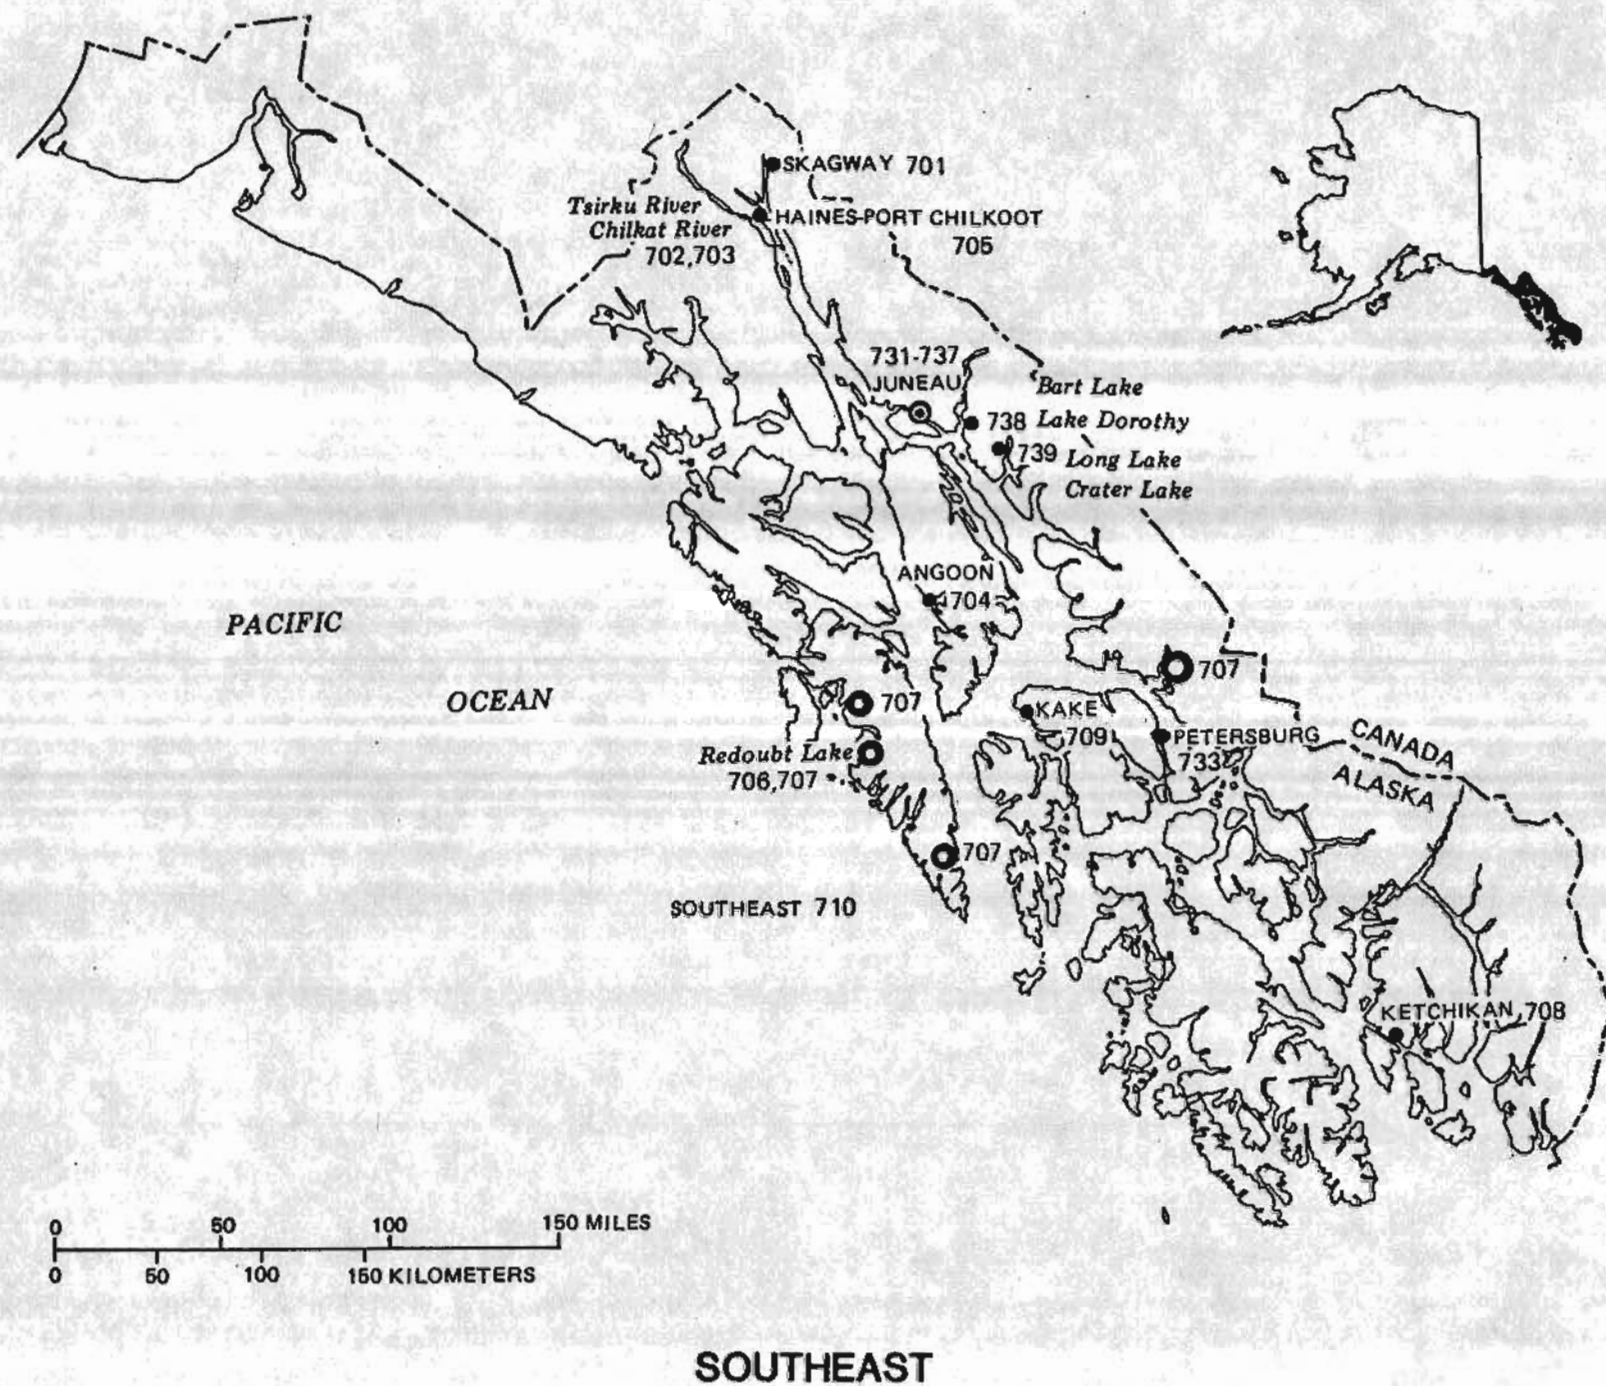 SKAGWAY 701
Tsirku River
Chilkat River
702,703
HAINES-PORT CHILKOOT
705
731-737
JUNEAU
Bart Lake
738 Lake Dorothy
739 Long Lake
Crater Lake
ANGOON
704
PACIFIC
OCEAN
707
707
KAKE
709
PETERSBURG
733
CANADA
ALASKA
Redoubt Lake
706,707
707
SOUTHEAST 710
KETCHIKAN 708
0 50 100 150 MILES
0 50 100 150 KILOMETERS
SOUTHEAST